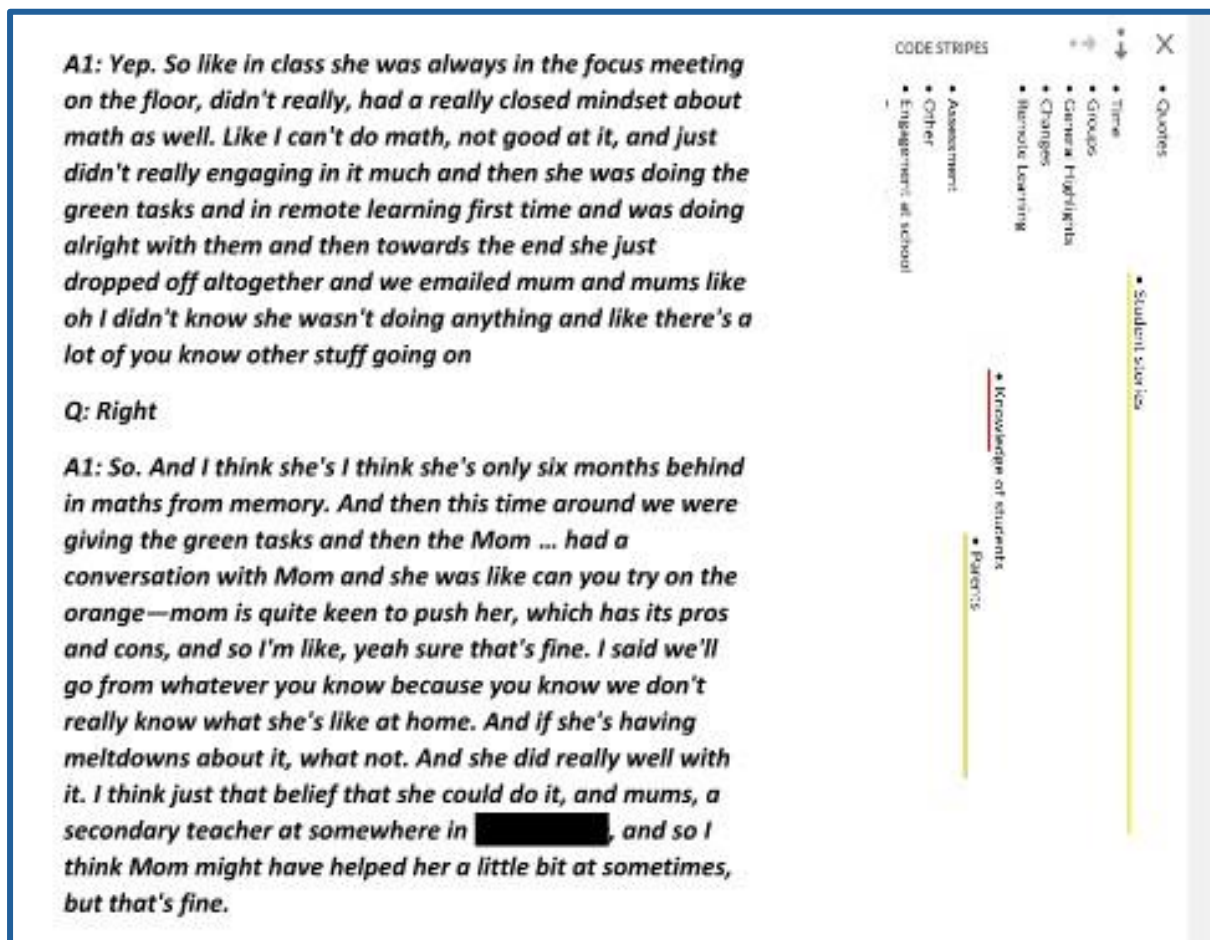 A1: Yep. So like in class she was always in the focus meeting
on the floor, didn't really, had a really closed mindset about
math as well. Like I can't do math, not good at it, and just
didn't really engaging in it much and then she was doing the
green tasks and in remote learning first time and was doing
alright with them and then towards the end she just
dropped off altogether and we emailed mum and mums like
oh I didn't know she wasn't doing anything and like there's a
lot of you know other stuff going on
Q: Right
A1: So. And I think she's I think she's only six months behind
in maths from memory. And then this time around we were
giving the green tasks and then the Mom ... had a
conversation with Mom and she was like can you try on the
orange—mom is quite keen to push her, which has its pros
and cons, and so I'm like, yeah sure that's fine. I said we'll
go from whatever you know because you know we don't
really know what she's like at home. And if she's having
meltdowns about it, what not. And she did really well with
it. I think just that belief that she could do it, and mums, a
secondary teacher at somewhere in , and so I
think Mom might have helped her a little bit at sometimes,
but that's fine.
CODE STRIPES
• Quotes
• Student stories
• Time
• Groups
• General Highlights
• Changes
• Remote Learning
• Knowledge of students
• Parents
• Assessment
• Other
• Engagement at school